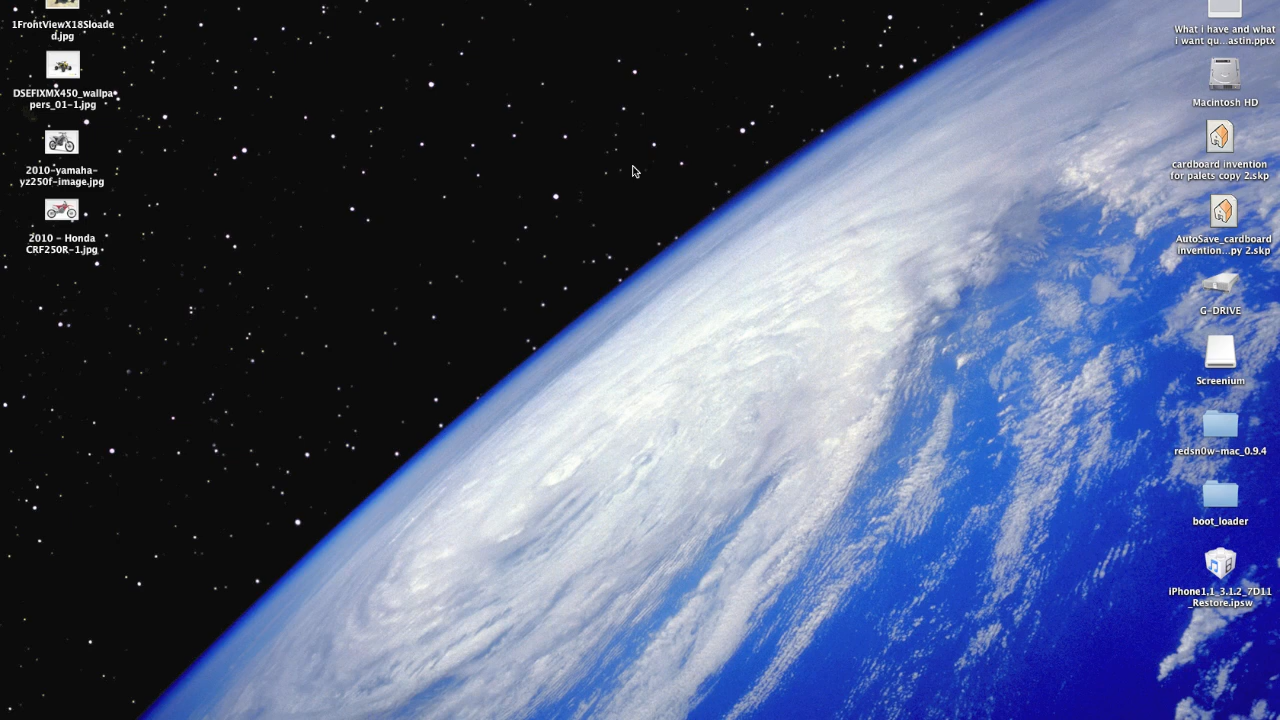 1FrontViewX18Sloade
d.jpg
DSEFIXMX450_wallpa
pers_01-1.jpg
2010-yamaha-
yz250f-image.jpg
2010 - Honda
CRF250R-1.jpg
What i have and what
i want qu...astin.pptx
Macintosh HD
cardboard invention
for palets copy 2.skp
AutoSave_cardboard
invention...py 2.skp
G-DRIVE
Screenium
redsn0w-mac_0.9.4
boot_loader
iPhone1,1_3.1.2_7D11
_Restore.ipsw